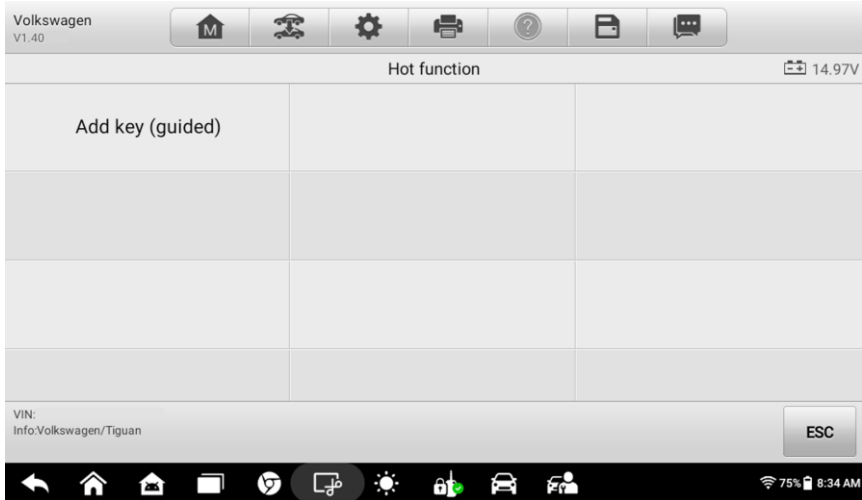 Volkswagen
V1.40
M
Hot function
14.97V
Add key (guided)
VIN:
Info:Volkswagen/Tiguan
ESC
75% 8:34 AM